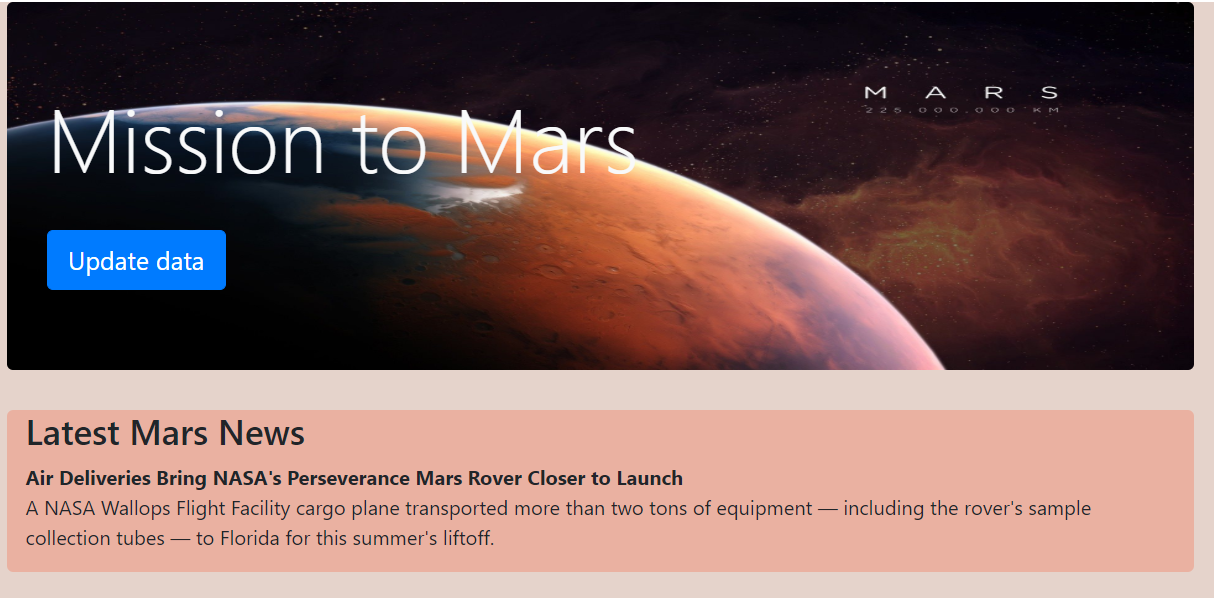 M A R S
225.000.000 KM
Mission to Mars
Update data
Latest Mars News
Air Deliveries Bring NASA's Perseverance Mars Rover Closer to Launch
A NASA Wallops Flight Facility cargo plane transported more than two tons of equipment — including the rover's sample
collection tubes — to Florida for this summer's liftoff.